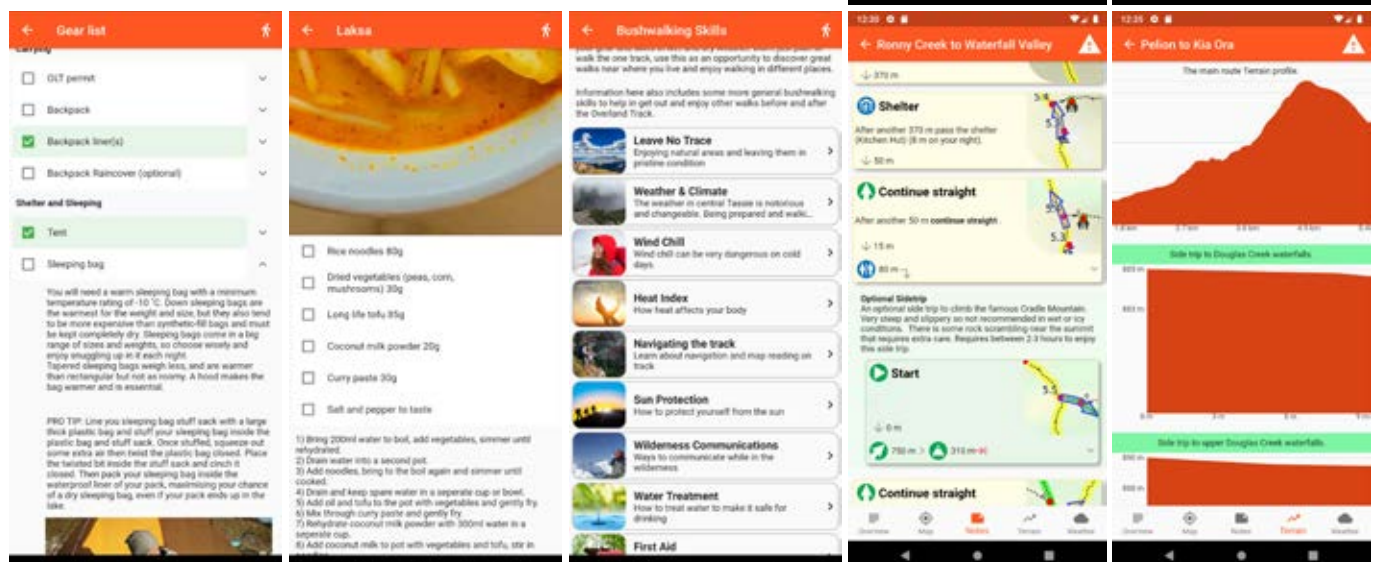 Gear list
Carrying
OLT permit
Backpack
Backpack liner(s)
Backpack Raincover (optional)
Shelter and Sleeping
Tent
Sleeping bag
You will need a warm sleeping bag with a minimum
temperature rating of -10 °C. Down sleeping bags are
the warmest for the weight and size, but they also tend
to be more expensive than synthetic-fill bags and must
be kept completely dry. Sleeping bags come in a big
range of sizes and weights, so choose wisely and
enjoy snuggling up in it each night.
Tapered sleeping bags weigh less, and are warmer
than rectangular but not as roomy. A hood makes the
bag warmer and is essential.
PRO TIP: Line you sleeping bag stuff sack with a large
thick plastic bag and stuff your sleeping bag inside the
plastic bag and stuff sack. Once stuffed, squeeze out
some extra air then twist the plastic bag closed. Place
the twisted bit inside the stuff sack and cinch it
closed. Then pack your sleeping bag inside the
waterproof liner of your pack, maximising your chance
of a dry sleeping bag, even if your pack ends up in the
lake.
Laksa
Rice noodles 80g
Dried vegetables (peas, corn,
mushrooms) 30g
Long life tofu 85g
Coconut milk powder 20g
Curry paste 30g
Salt and pepper to taste
1) Bring 200ml water to boil, add vegetables, simmer until
rehydrated.
2) Drain water into a second pot.
3) Add noodles, bring to the boil again and simmer until
cooked.
4) Drain and keep spare water in a seperate cup or bowl.
5) Add oil and tofu to the pot with vegetables and gently fry.
6) Mix through curry paste and gently fry.
7) Rehydrate coconut milk powder with 300ml water in a
seperate cup.
8) Add coconut milk to pot with vegetables and tofu, stir in
Bushwalking Skills
walk the one track, use this as an opportunity to discover great
walks near where you live and enjoy walking in different places.
Information here also includes some more general bushwalking
skills to help in get out and enjoy other walks before and after
the Overland Track.
Leave No Trace
Enjoying natural areas and leaving them in
pristine condition
Weather & Climate
The weather in central Tassie is notorious
and changeable. Being prepared and walki...
Wind Chill
Wind chill can be very dangerous on cold
days.
Heat Index
How heat affects your body
Navigating the track
Learn about navigation and map reading on
track
Sun Protection
How to protect yourself from the sun
Wilderness Communications
Ways to communicate while in the
wilderness
Water Treatment
How to treat water to make it safe for
drinking
First Aid
12:20
Ronny Creek to Waterfall Valley
370 m
Shelter
After another 370 m pass the shelter
(Kitchen Hut) (8 m on your right).
50 m
5.4
Continue straight
After another 50 m continue straight .
15 m
80 m
5.3
Optional Sidetrip
An optional side trip to climb the famous Cradle Mountain.
Very steep and slippery so not recommended in wet or icy
conditions. There is some rock scrambling near the summit
that requires extra care. Requires between 2-3 hours to enjoy
this side trip.
Start
5.5
0 m
750 m > 310 m
Continue straight
Overview Map Notes Terrain Weather
12:25
Pelion to Kia Ora
The main route Terrain profile.
Side trip to Douglas Creek waterfalls.
0 m
Side trip to upper Douglas Creek waterfalls.
Overview Map Notes Terrain Weather